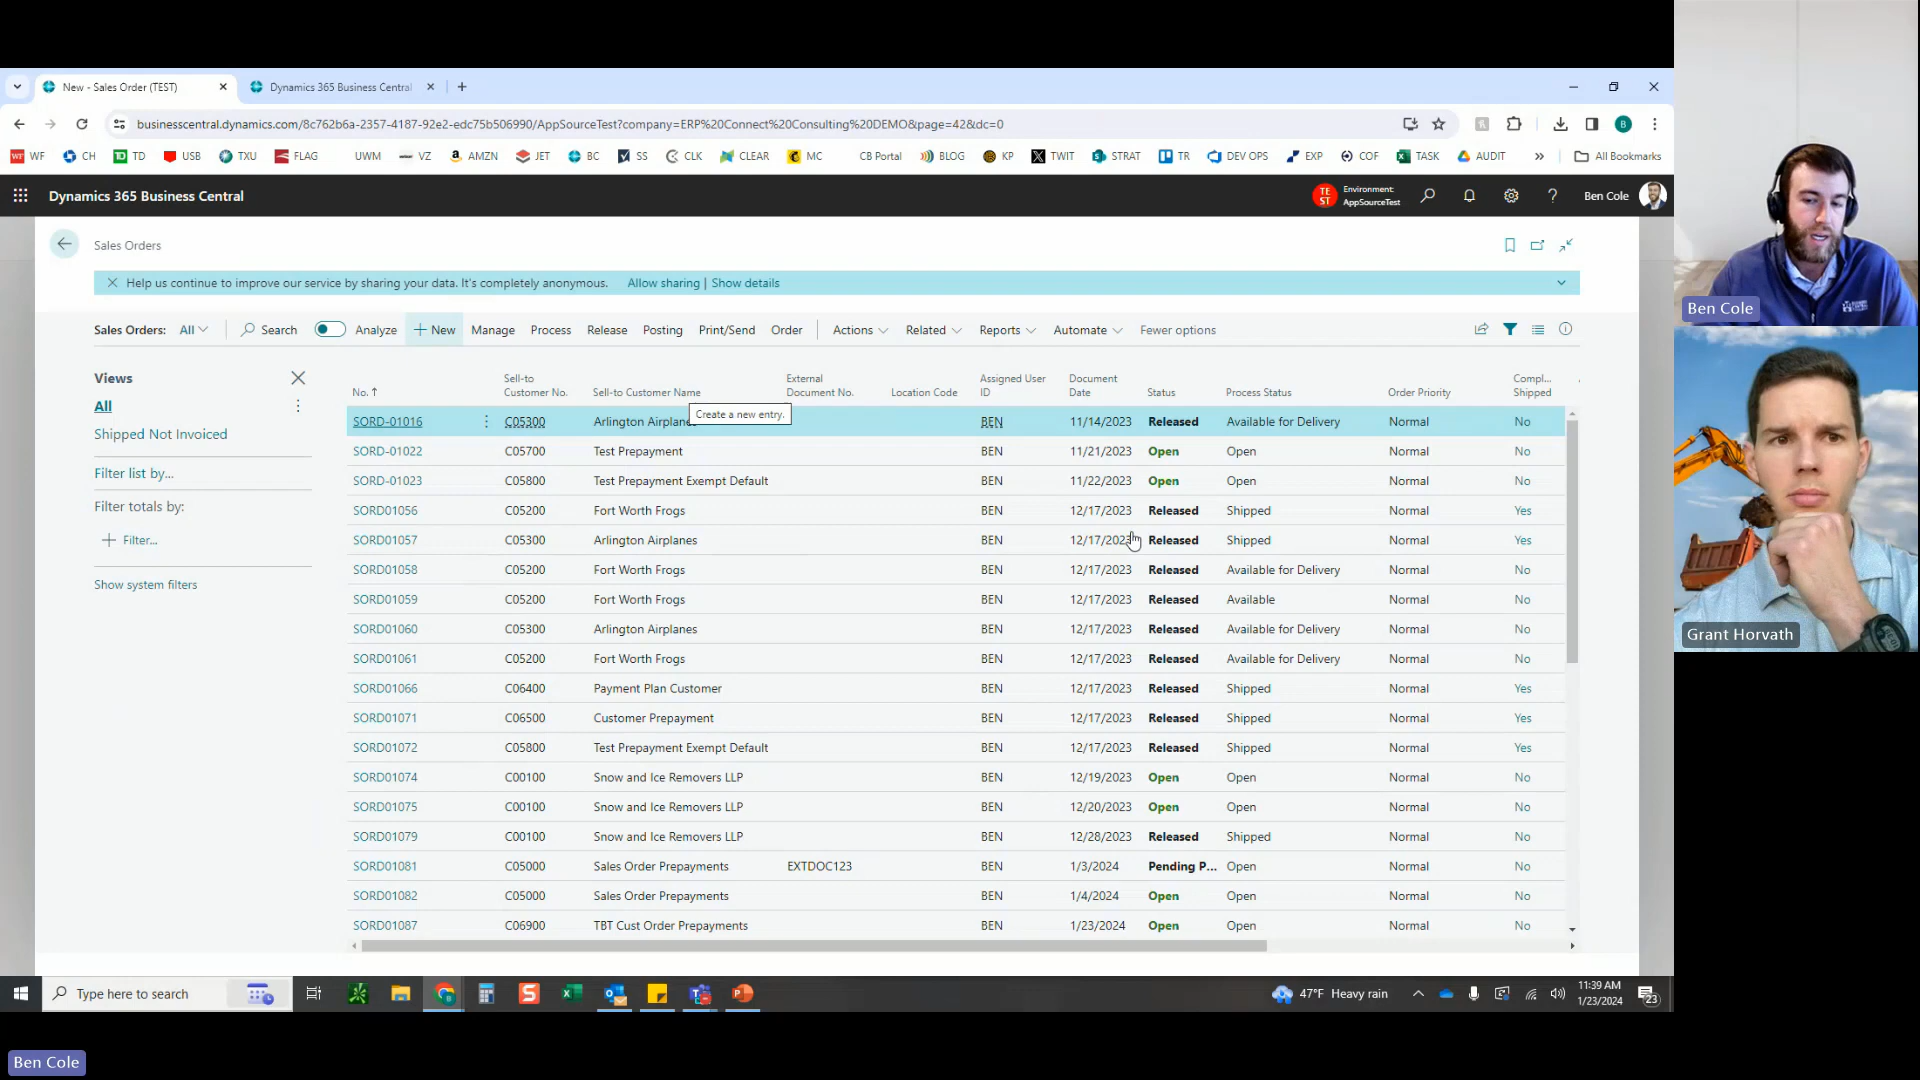 New - Sales Order (TEST)
Dynamics 365 Business Central
businesscentral.dynamics.com/8c762b6a-2357-4187-92e2-edc75b506990/AppSourceTest?company=ERP%20Connect%20Consulting%20DEMO&page=42&dc=0
WF CH TD USB TXU FLAG UWM VZ AMZN JET BC SS CLK CLEAR MC CB Portal BLOG KP TWIT STRAT TR DEV OPS EXP COF TASK AUDIT » All Bookmarks
Dynamics 365 Business Central
TE ST
Environment:
AppSourceTest
Ben Cole
Sales Orders
Help us continue to improve our service by sharing your data. It's completely anonymous. Allow sharing | Show details
Sales Orders: All Search Analyze New Manage Process Release Posting Print/Send Order Actions Related Reports Automate Fewer options
Views
All
Shipped Not Invoiced
Filter list by...
Filter totals by:
Filter...
Show system filters
No. ↑ Sell-to Customer No. Sell-to Customer Name External Document No. Location Code Assigned User ID Document Date Status Process Status Order Priority Compl... Shipped
Create a new entry.
SORD-01016 C05300 Arlington Airplanes BEN 11/14/2023 Released Available for Delivery Normal No
SORD-01022 C05700 Test Prepayment BEN 11/21/2023 Open Open Normal No
SORD-01023 C05800 Test Prepayment Exempt Default BEN 11/22/2023 Open Open Normal No
SORD01056 C05200 Fort Worth Frogs BEN 12/17/2023 Released Shipped Normal Yes
SORD01057 C05300 Arlington Airplanes BEN 12/17/2023 Released Shipped Normal Yes
SORD01058 C05200 Fort Worth Frogs BEN 12/17/2023 Released Available for Delivery Normal No
SORD01059 C05200 Fort Worth Frogs BEN 12/17/2023 Released Available Normal No
SORD01060 C05300 Arlington Airplanes BEN 12/17/2023 Released Available for Delivery Normal No
SORD01061 C05200 Fort Worth Frogs BEN 12/17/2023 Released Available for Delivery Normal No
SORD01066 C06400 Payment Plan Customer BEN 12/17/2023 Released Shipped Normal Yes
SORD01071 C06500 Customer Prepayment BEN 12/17/2023 Released Shipped Normal Yes
SORD01072 C05800 Test Prepayment Exempt Default BEN 12/17/2023 Released Shipped Normal Yes
SORD01074 C00100 Snow and Ice Removers LLP BEN 12/19/2023 Open Open Normal No
SORD01075 C00100 Snow and Ice Removers LLP BEN 12/20/2023 Open Open Normal No
SORD01079 C00100 Snow and Ice Removers LLP BEN 12/28/2023 Released Shipped Normal No
SORD01081 C05000 Sales Order Prepayments EXTDOC123 BEN 1/3/2024 Pending P... Open Normal No
SORD01082 C05000 Sales Order Prepayments BEN 1/4/2024 Open Open Normal No
SORD01087 C06900 TBT Cust Order Prepayments BEN 1/23/2024 Open Open Normal No
Type here to search
47°F Heavy rain
11:39 AM
1/23/2024
23
Ben Cole
Grant Horvath
Ben Cole